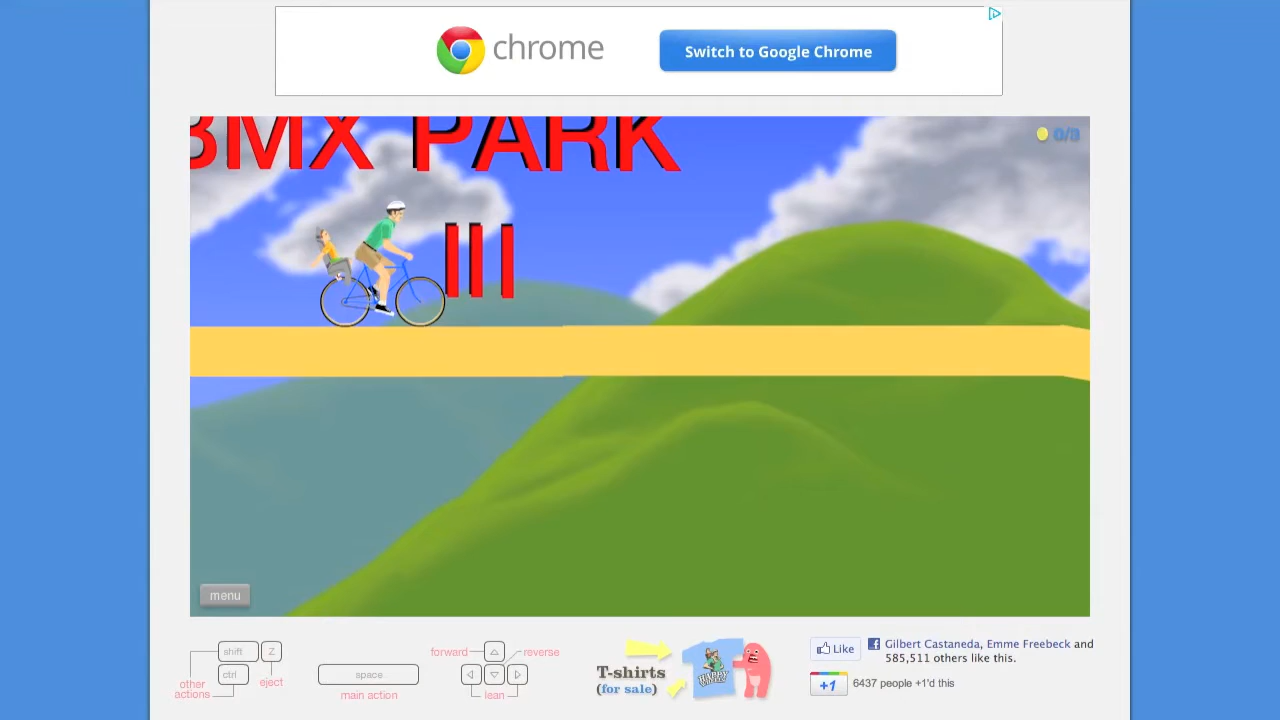 chrome
Switch to Google Chrome
BMX PARK
III
0/3
menu
shift
Z
ctrl
other
actions
eject
space
main action
forward
reverse
lean
T-shirts
(for sale)
HAPPY
WHEELS
Like
Gilbert Castaneda, Emme Freebeck and
585,511 others like this.
+1
6437 people +1'd this